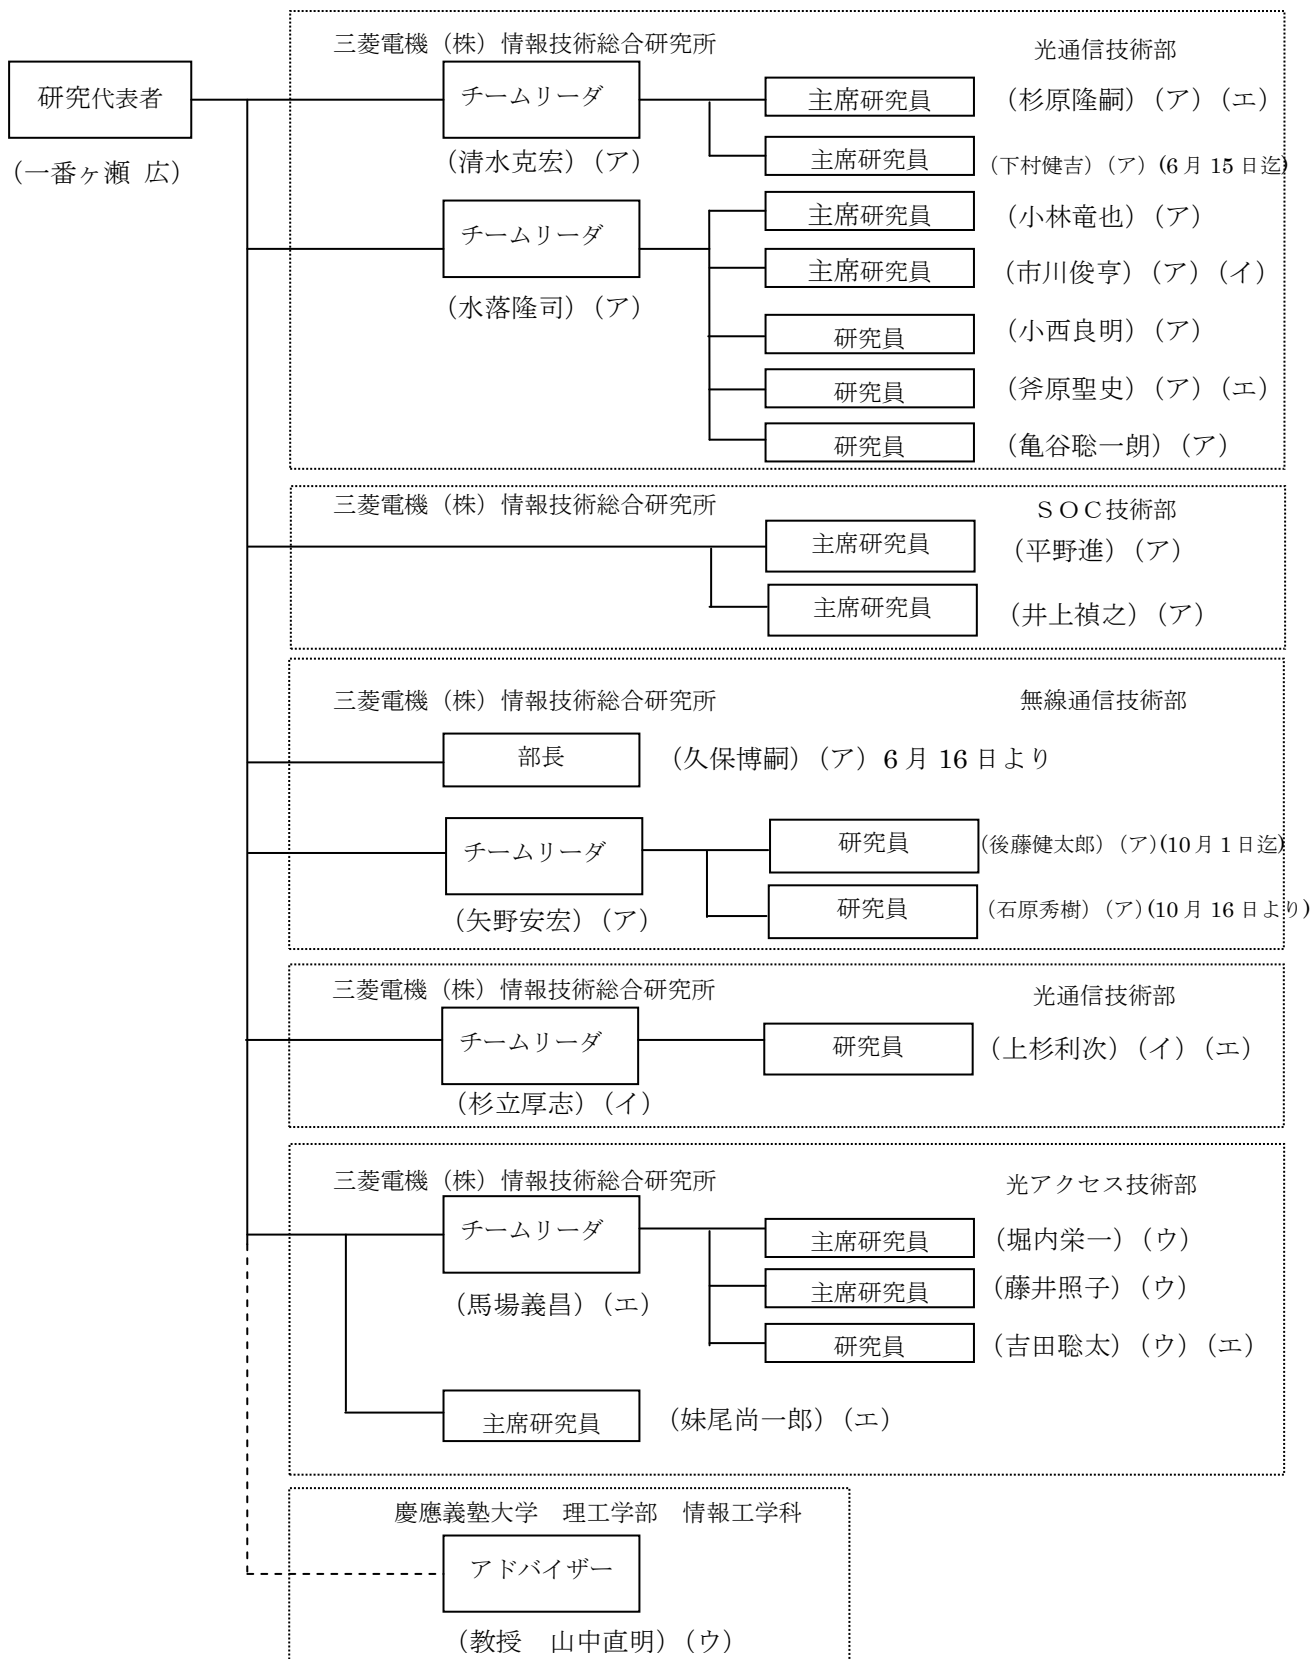 三菱電機（株）情報技術総合研究所
光通信技術部
研究代表者
(一番ヶ瀬 広)
チームリーダ
(清水克宏)(ア)
主席研究員
(杉原隆嗣)(ア)(エ)
主席研究員
(下村健吉)(ア)(6月15日迄)
チームリーダ
(水落隆司)(ア)
主席研究員
(小林竜也)(ア)
主席研究員
(市川俊亨)(ア)(イ)
研究員
(小西良明)(ア)
研究員
(斧原聖史)(ア)(エ)
研究員
(亀谷聡一朗)(ア)
三菱電機（株）情報技術総合研究所
ＳＯＣ技術部
主席研究員
(平野進)(ア)
主席研究員
(井上禎之)(ア)
三菱電機（株）情報技術総合研究所
無線通信技術部
部長
(久保博嗣)(ア) 6月16日より
チームリーダ
(矢野安宏)(ア)
研究員
(後藤健太郎)(ア)(10月1日迄)
研究員
(石原秀樹)(ア)(10月16日より)
三菱電機（株）情報技術総合研究所
光通信技術部
チームリーダ
(杉立厚志)(イ)
研究員
(上杉利次)(イ)(エ)
三菱電機（株）情報技術総合研究所
光アクセス技術部
チームリーダ
(馬場義昌)(エ)
主席研究員
(堀内栄一)(ウ)
主席研究員
(藤井照子)(ウ)
研究員
(吉田聡太)(ウ)(エ)
主席研究員
(妹尾尚一郎)(エ)
慶應義塾大学　理工学部　情報工学科
アドバイザー
(教授　山中直明)(ウ)